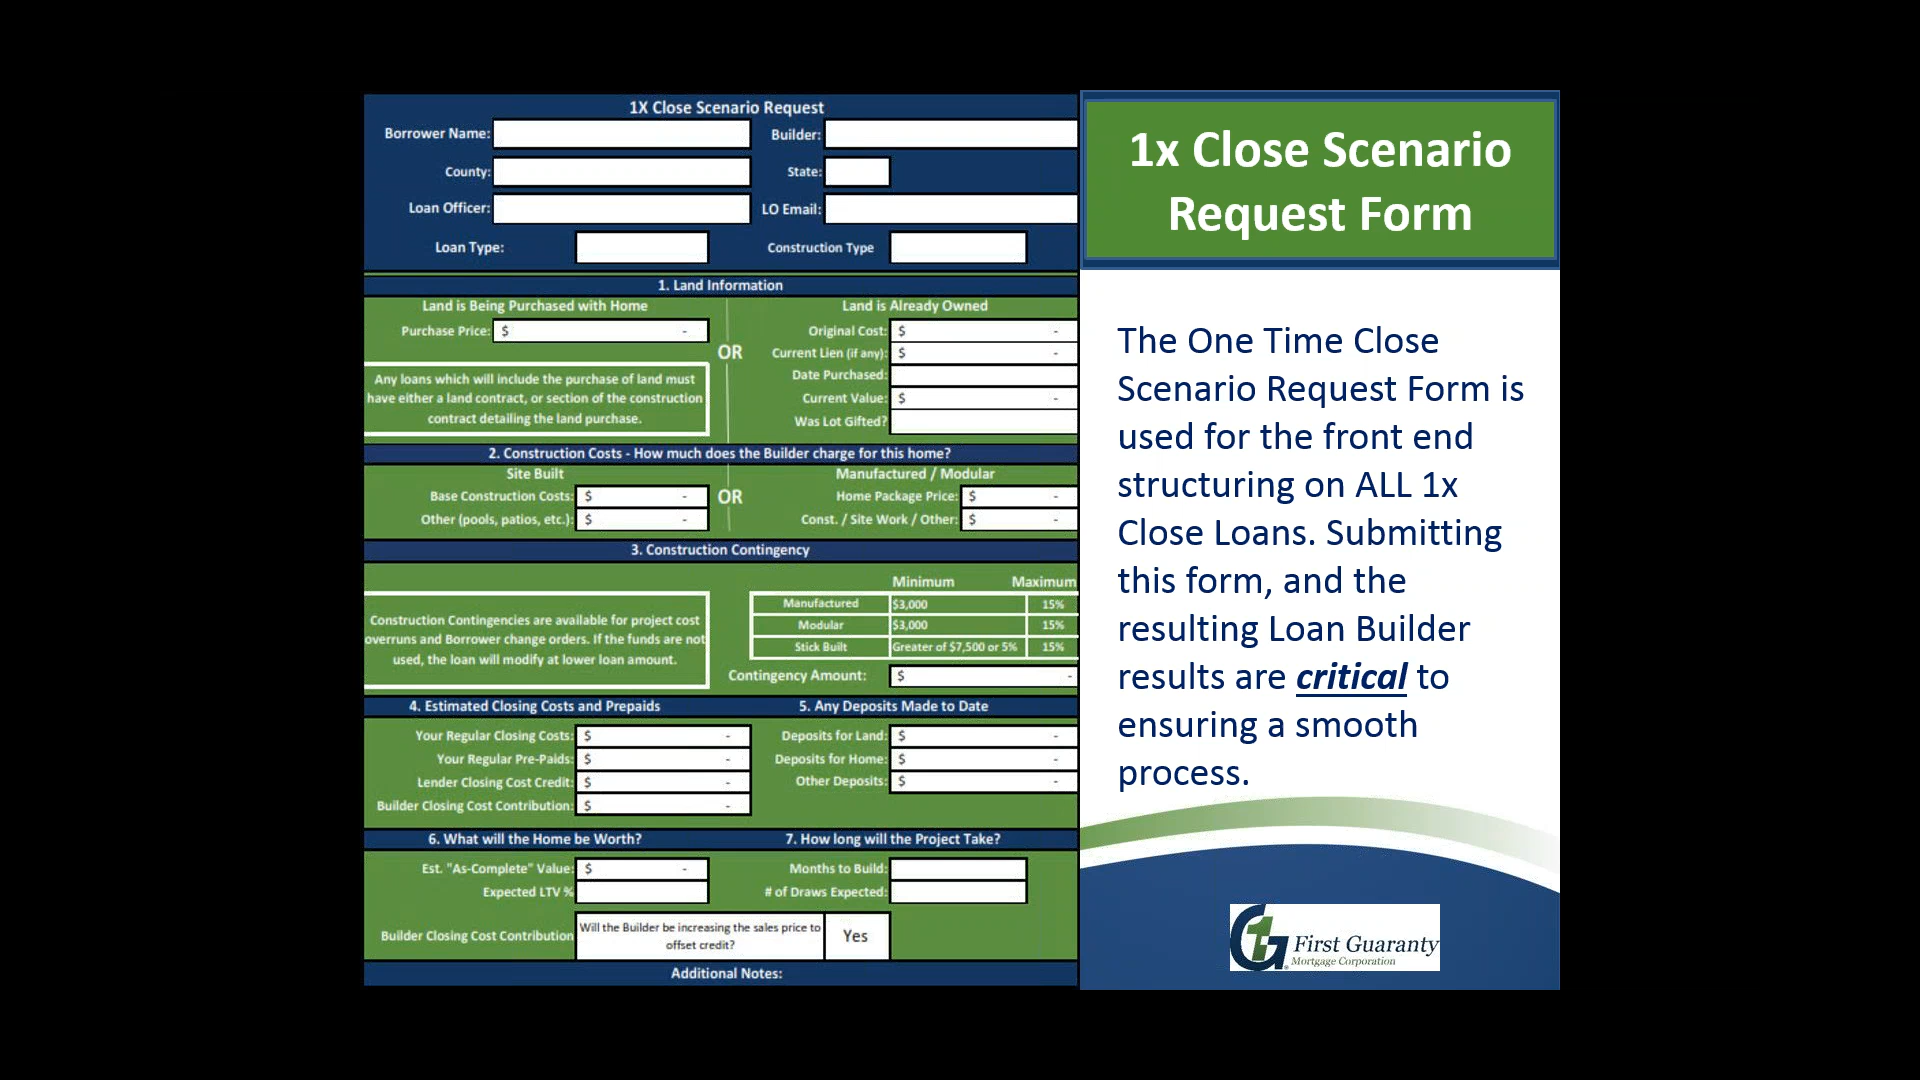 1X Close Scenario Request
Borrower Name: Builder:
County: State:
Loan Officer: LO Email:
Loan Type: Construction Type
1. Land Information
Land is Being Purchased with Home
Purchase Price: $ -
Any loans which will include the purchase of land must
have either a land contract, or section of the construction
contract detailing the land purchase.
OR
Land is Already Owned
Original Cost: $ -
Current Lien (if any): $ -
Date Purchased:
Current Value: $ -
Was Lot Gifted?
2. Construction Costs - How much does the Builder charge for this home?
Site Built
Base Construction Costs: $ -
Other (pools, patios, etc.): $ -
OR
Manufactured / Modular
Home Package Price: $ -
Const. / Site Work / Other: $ -
3. Construction Contingency
Construction Contingencies are available for project cost
overruns and Borrower change orders. If the funds are not
used, the loan will modify at lower loan amount.
Minimum Maximum
Manufactured $3,000 15%
Modular $3,000 15%
Stick Built Greater of $7,500 or 5% 15%
Contingency Amount: $ -
4. Estimated Closing Costs and Prepaids
Your Regular Closing Costs: $ -
Your Regular Pre-Paids: $ -
Lender Closing Cost Credit: $ -
Builder Closing Cost Contribution: $ -
5. Any Deposits Made to Date
Deposits for Land: $ -
Deposits for Home: $ -
Other Deposits: $ -
6. What will the Home be Worth?
Est. "As-Complete" Value: $ -
Expected LTV %
7. How long will the Project Take?
Months to Build:
# of Draws Expected:
Builder Closing Cost Contribution
Will the Builder be increasing the sales price to
offset credit?
Yes
Additional Notes:
1x Close Scenario
Request Form
The One Time Close
Scenario Request Form is
used for the front end
structuring on ALL 1x
Close Loans. Submitting
this form, and the
resulting Loan Builder
results are critical to
ensuring a smooth
process.
First Guaranty
Mortgage Corporation